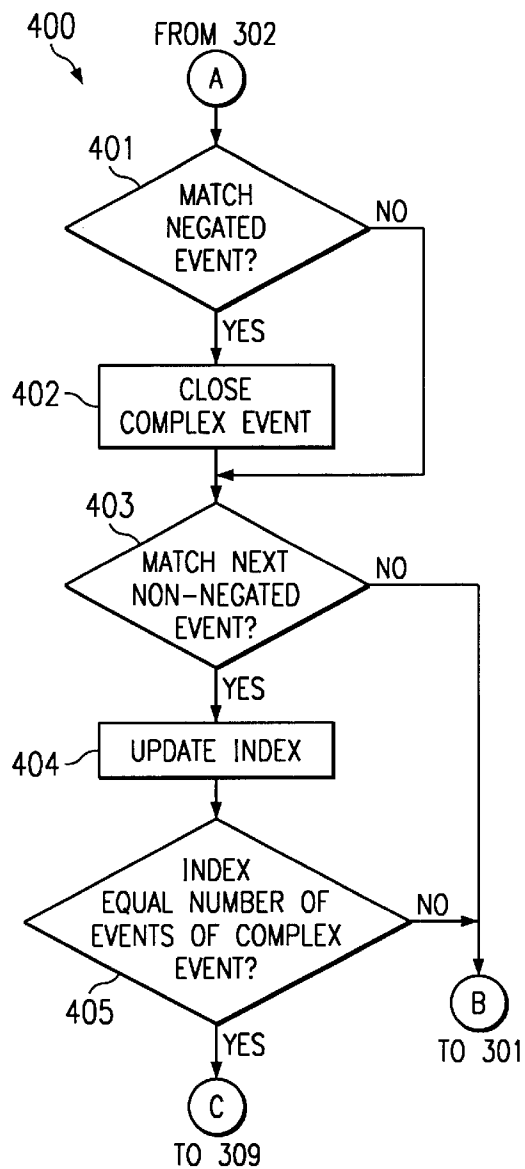 400
FROM 302
A
401
MATCH
NEGATED
EVENT?
NO
YES
402
CLOSE
COMPLEX EVENT
403
MATCH NEXT
NON-NEGATED
EVENT?
NO
YES
404
UPDATE INDEX
INDEX
EQUAL NUMBER OF
EVENTS OF COMPLEX
EVENT?
NO
405
YES
B
TO 301
C
TO 309